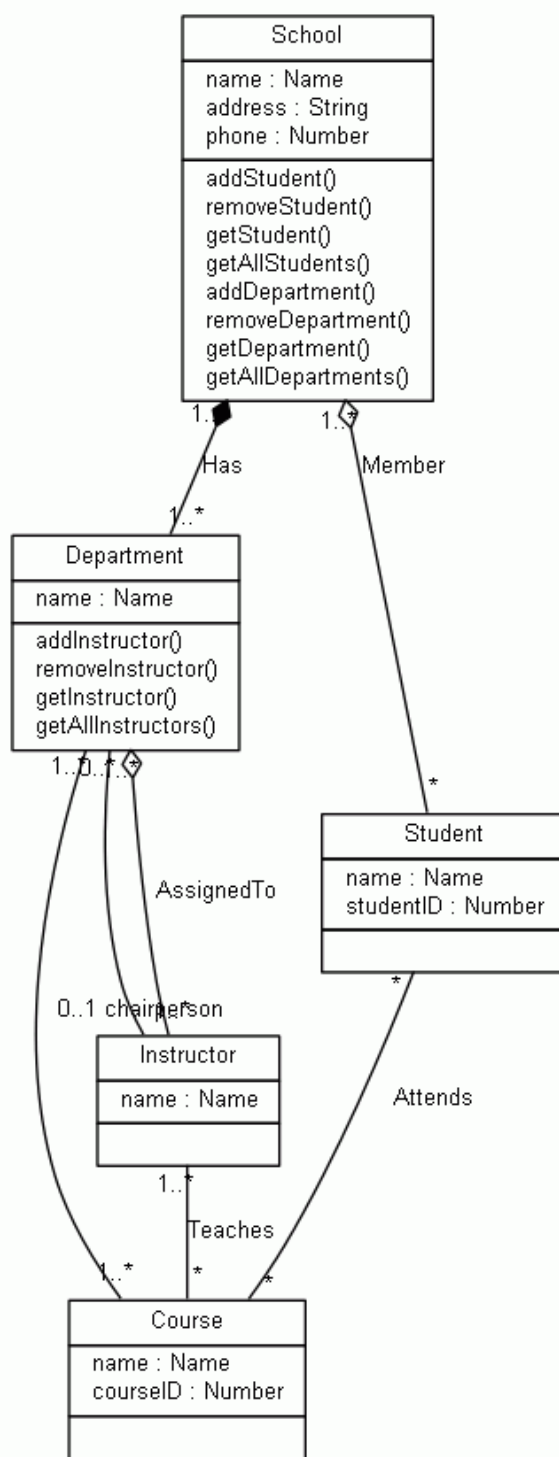 School
name : Name
address : String
phone : Number
addStudent()
removeStudent()
getStudent()
getAllStudents()
addDepartment()
removeDepartment()
getDepartment()
getAllDepartments()
1..*
Has
Member
1..*
Department
name : Name
addInstructor()
removeInstructor()
getInstructor()
getAllInstructors()
*
Student
name : Name
studentID : Number
AssignedTo
*
0..1 chairperson
Instructor
name : Name
Attends
1..*
Teaches
1..* * *
Course
name : Name
courseID : Number